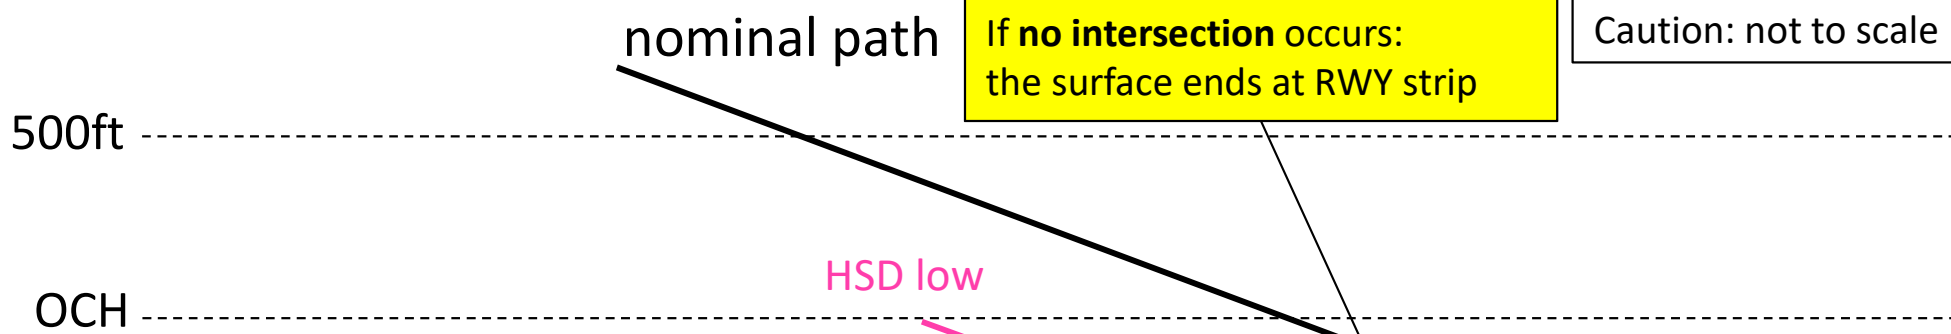 nominal path
If no intersection occurs:
the surface ends at RWY strip
Caution: not to scale
500ft
HSD low
OCH